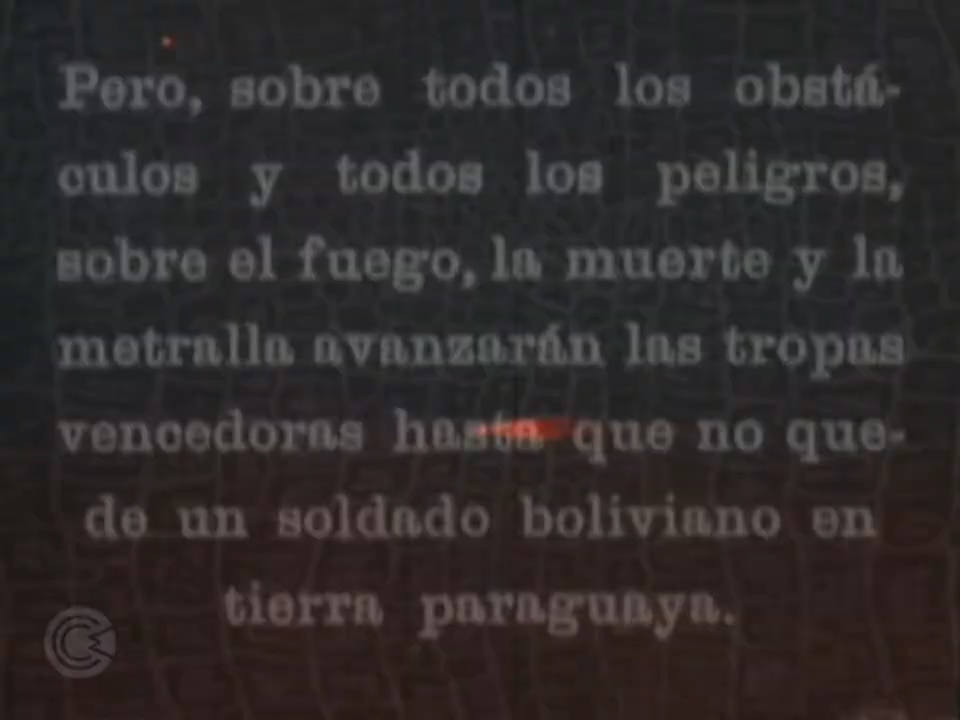 Pero, sobre todos los obstá-
culos y todos los peligros,
sobre el fuego, la muerte y la
metralla avanzarán las tropas
vencedoras hasta que no que-
de un soldado boliviano en
tierra paraguaya.